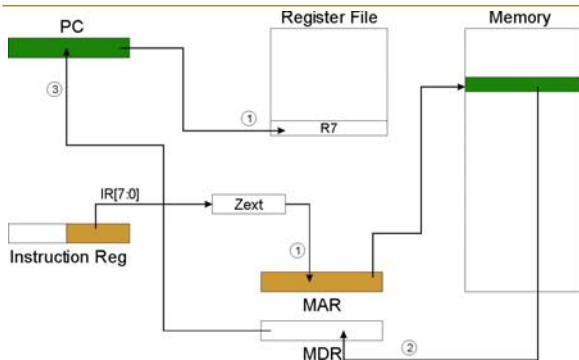 PC
Register File
Memory
3
1
R7
IR[7:0]
Zext
Instruction Reg
1
MAR
MDR
2